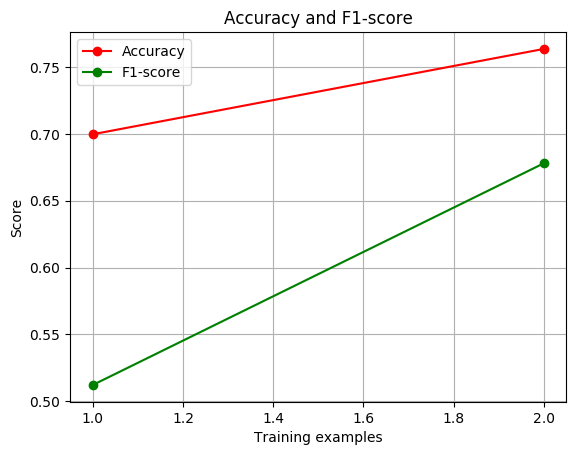 Accuracy and F1-score
Accuracy
F1-score
0.75
0.70
0.65
0.60
0.55
0.50
Score
1.0 1.2 1.4 1.6 1.8 2.0
Training examples